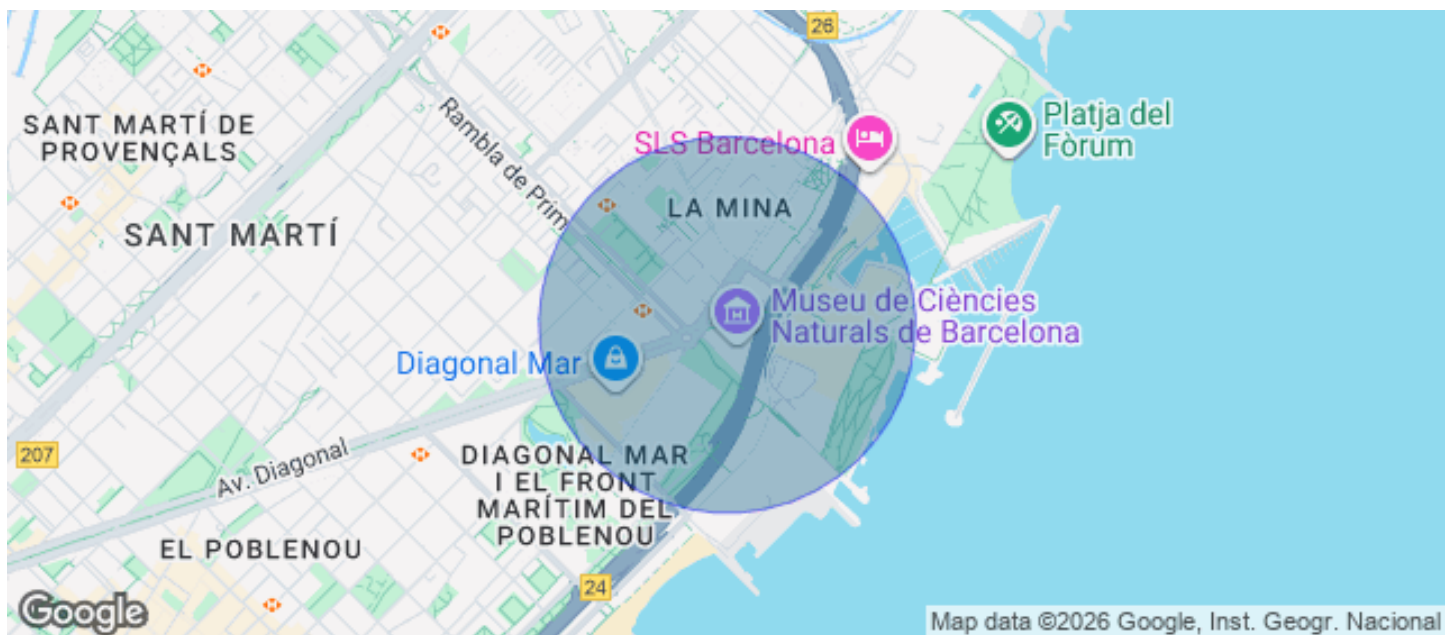 26
SANT MARTÍ DE
PROVENÇALS
Rambla de Prim
SLS Barcelona
Platja del
Fòrum
LA MINA
SANT MARTÍ
Museu de Ciències
Naturals de Barcelona
Diagonal Mar
207
Av. Diagonal
DIAGONAL MAR
I EL FRONT
MARÍTIM DEL
POBLENOU
EL POBLENOU
24
Google
Map data ©2026 Google, Inst. Geogr. Nacional